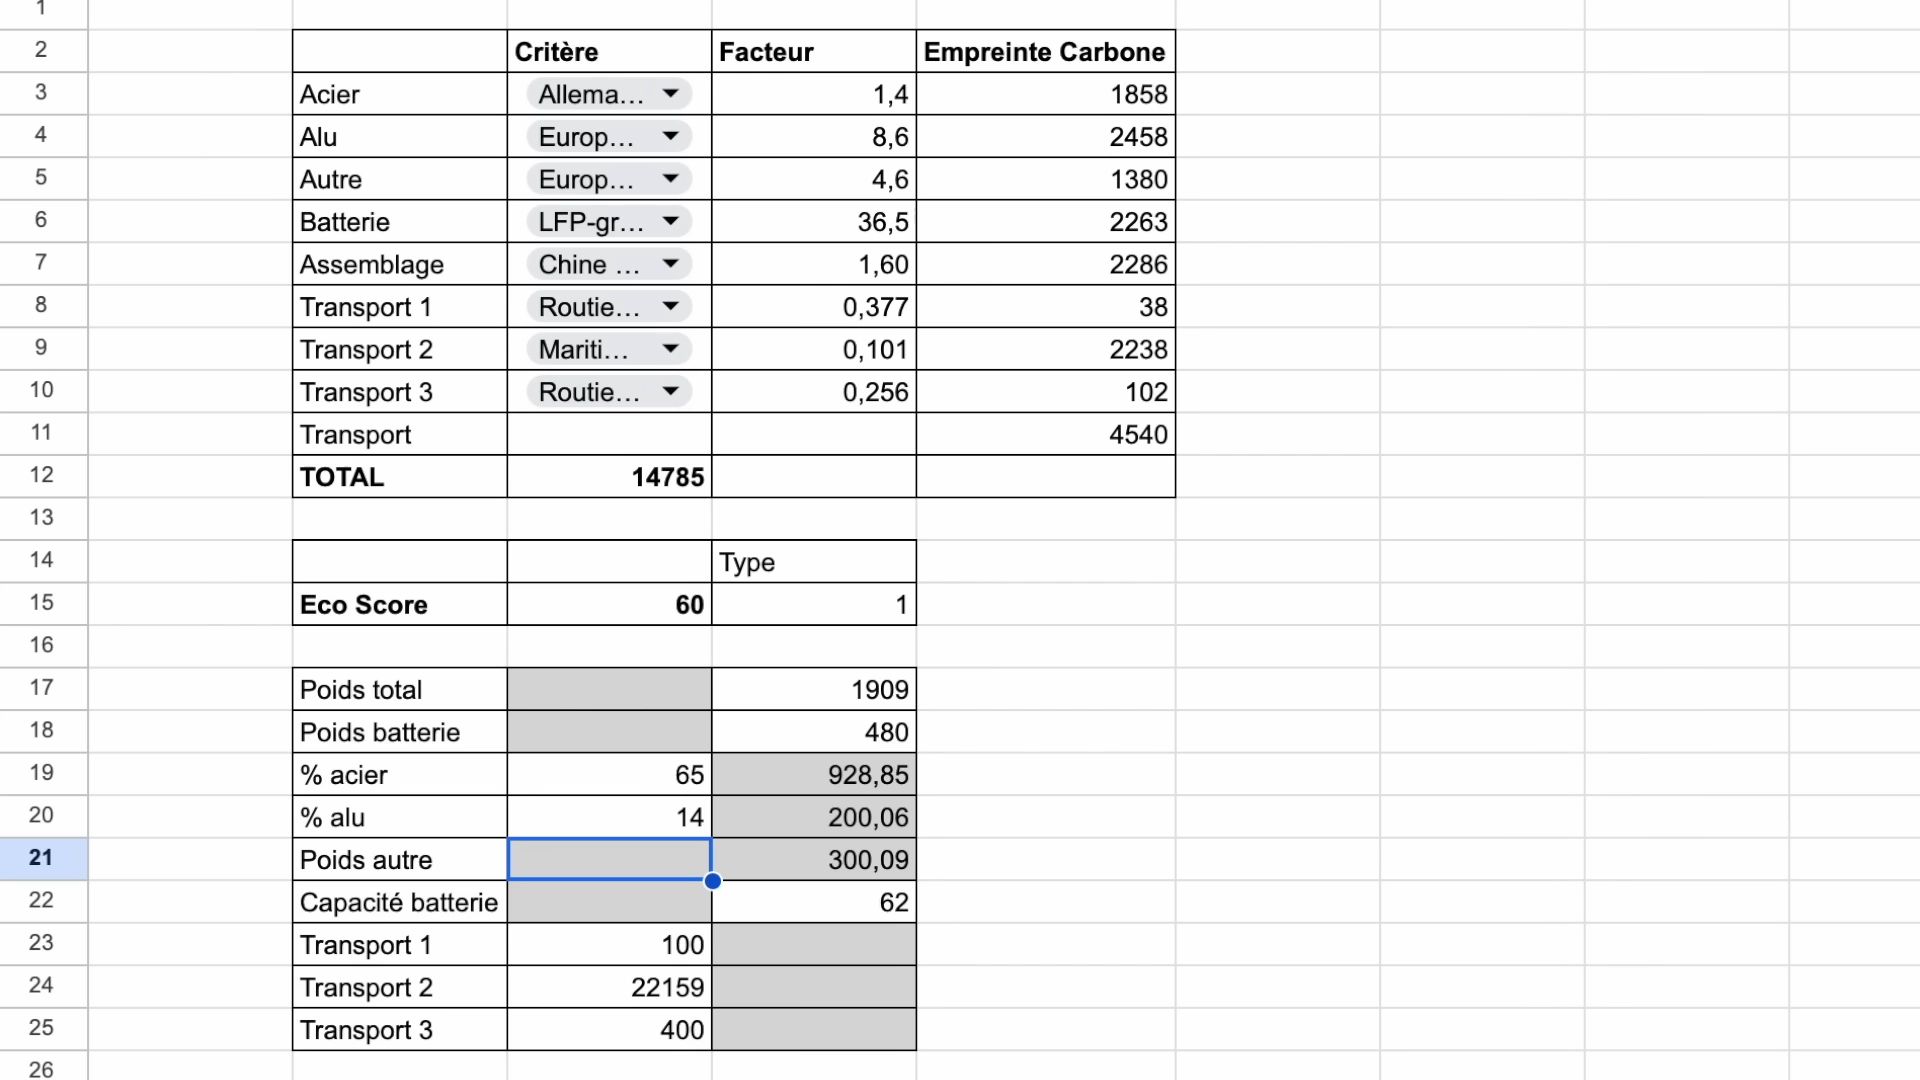 1
2 Critère Facteur Empreinte Carbone
3 Acier Allema... 1,4 1858
4 Alu Europ... 8,6 2458
5 Autre Europ... 4,6 1380
6 Batterie LFP-gr... 36,5 2263
7 Assemblage Chine ... 1,60 2286
8 Transport 1 Routie... 0,377 38
9 Transport 2 Mariti... 0,101 2238
10 Transport 3 Routie... 0,256 102
11 Transport 4540
12 TOTAL 14785
13
14 Type
15 Eco Score 60 1
16
17 Poids total 1909
18 Poids batterie 480
19 % acier 65 928,85
20 % alu 14 200,06
21 Poids autre 300,09
22 Capacité batterie 62
23 Transport 1 100
24 Transport 2 22159
25 Transport 3 400
26